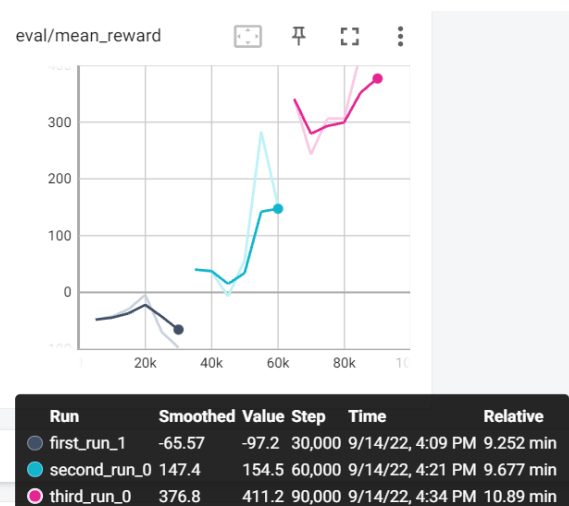 eval/mean_reward
400
300
200
100
0
100
20k 40k 60k 80k 10
Run Smoothed Value Step Time Relative
first_run_1 -65.57 -97.2 30,000 9/14/22, 4:09 PM 9.252 min
second_run_0 147.4 154.5 60,000 9/14/22, 4:21 PM 9.677 min
third_run_0 376.8 411.2 90,000 9/14/22, 4:34 PM 10.89 min